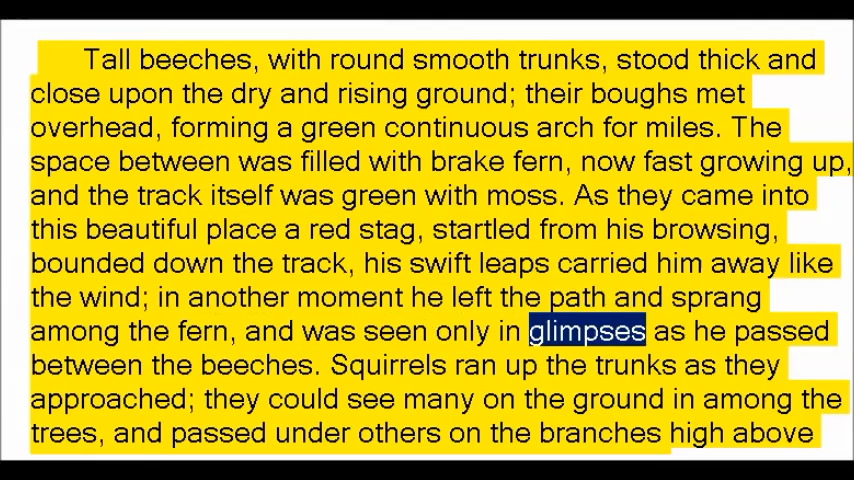 Tall beeches, with round smooth trunks, stood thick and
close upon the dry and rising ground; their boughs met
overhead, forming a green continuous arch for miles. The
space between was filled with brake fern, now fast growing up,
and the track itself was green with moss. As they came into
this beautiful place a red stag, startled from his browsing,
bounded down the track, his swift leaps carried him away like
the wind; in another moment he left the path and sprang
among the fern, and was seen only in glimpses as he passed
between the beeches. Squirrels ran up the trunks as they
approached; they could see many on the ground in among the
trees, and passed under others on the branches high above